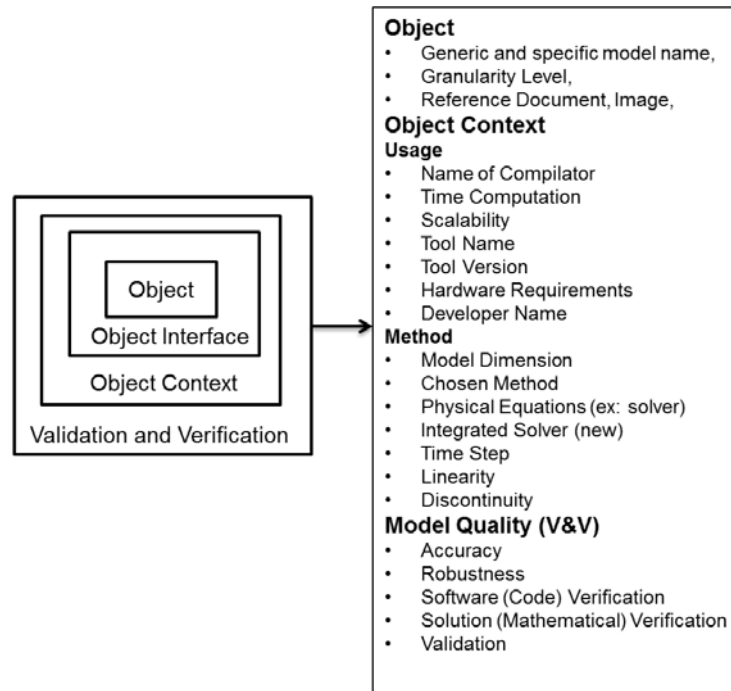 Object
Object Interface
Object Context
Validation and Verification
Object
• Generic and specific model name,
• Granularity Level,
• Reference Document, Image,
Object Context
Usage
• Name of Compilator
• Time Computation
• Scalability
• Tool Name
• Tool Version
• Hardware Requirements
• Developer Name
Method
• Model Dimension
• Chosen Method
• Physical Equations (ex: solver)
• Integrated Solver (new)
• Time Step
• Linearity
• Discontinuity
Model Quality (V&V)
• Accuracy
• Robustness
• Software (Code) Verification
• Solution (Mathematical) Verification
• Validation